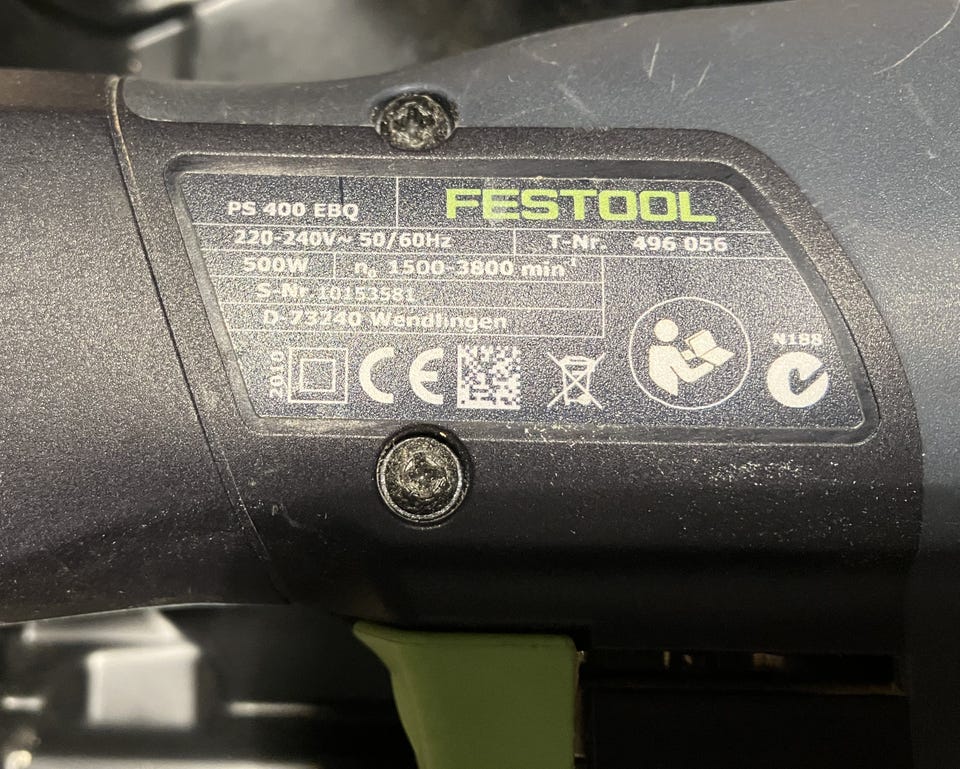 PS 400 EBQ
FESTOOL
220-240V~ 50/60Hz
T-Nr. 496 056
500W
n₀ 1500-3800 min⁻¹
S-Nr. 10153581
D-73240 Wendlingen
2010
CE
N188